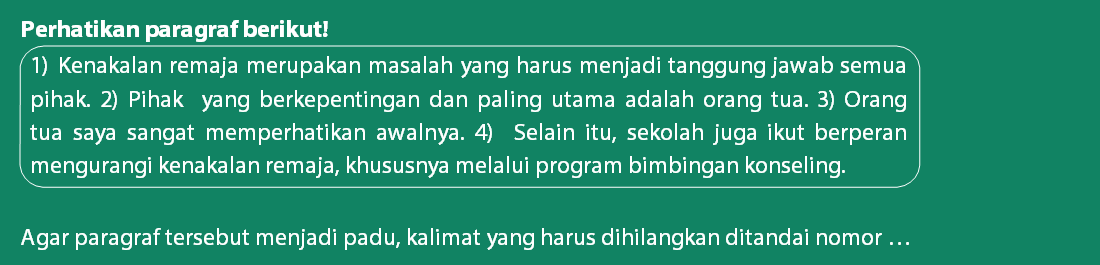 Perhatikan paragraf berikut!
1) Kenakalan remaja merupakan masalah yang harus menjadi tanggung jawab semua
pihak. 2) Pihak yang berkepentingan dan paling utama adalah orang tua. 3) Orang
tua saya sangat memperhatikan awalnya. 4) Selain itu, sekolah juga ikut berperan
mengurangi kenakalan remaja, khususnya melalui program bimbingan konseling.
Agar paragraf tersebut menjadi padu, kalimat yang harus dihilangkan ditandai nomor ...